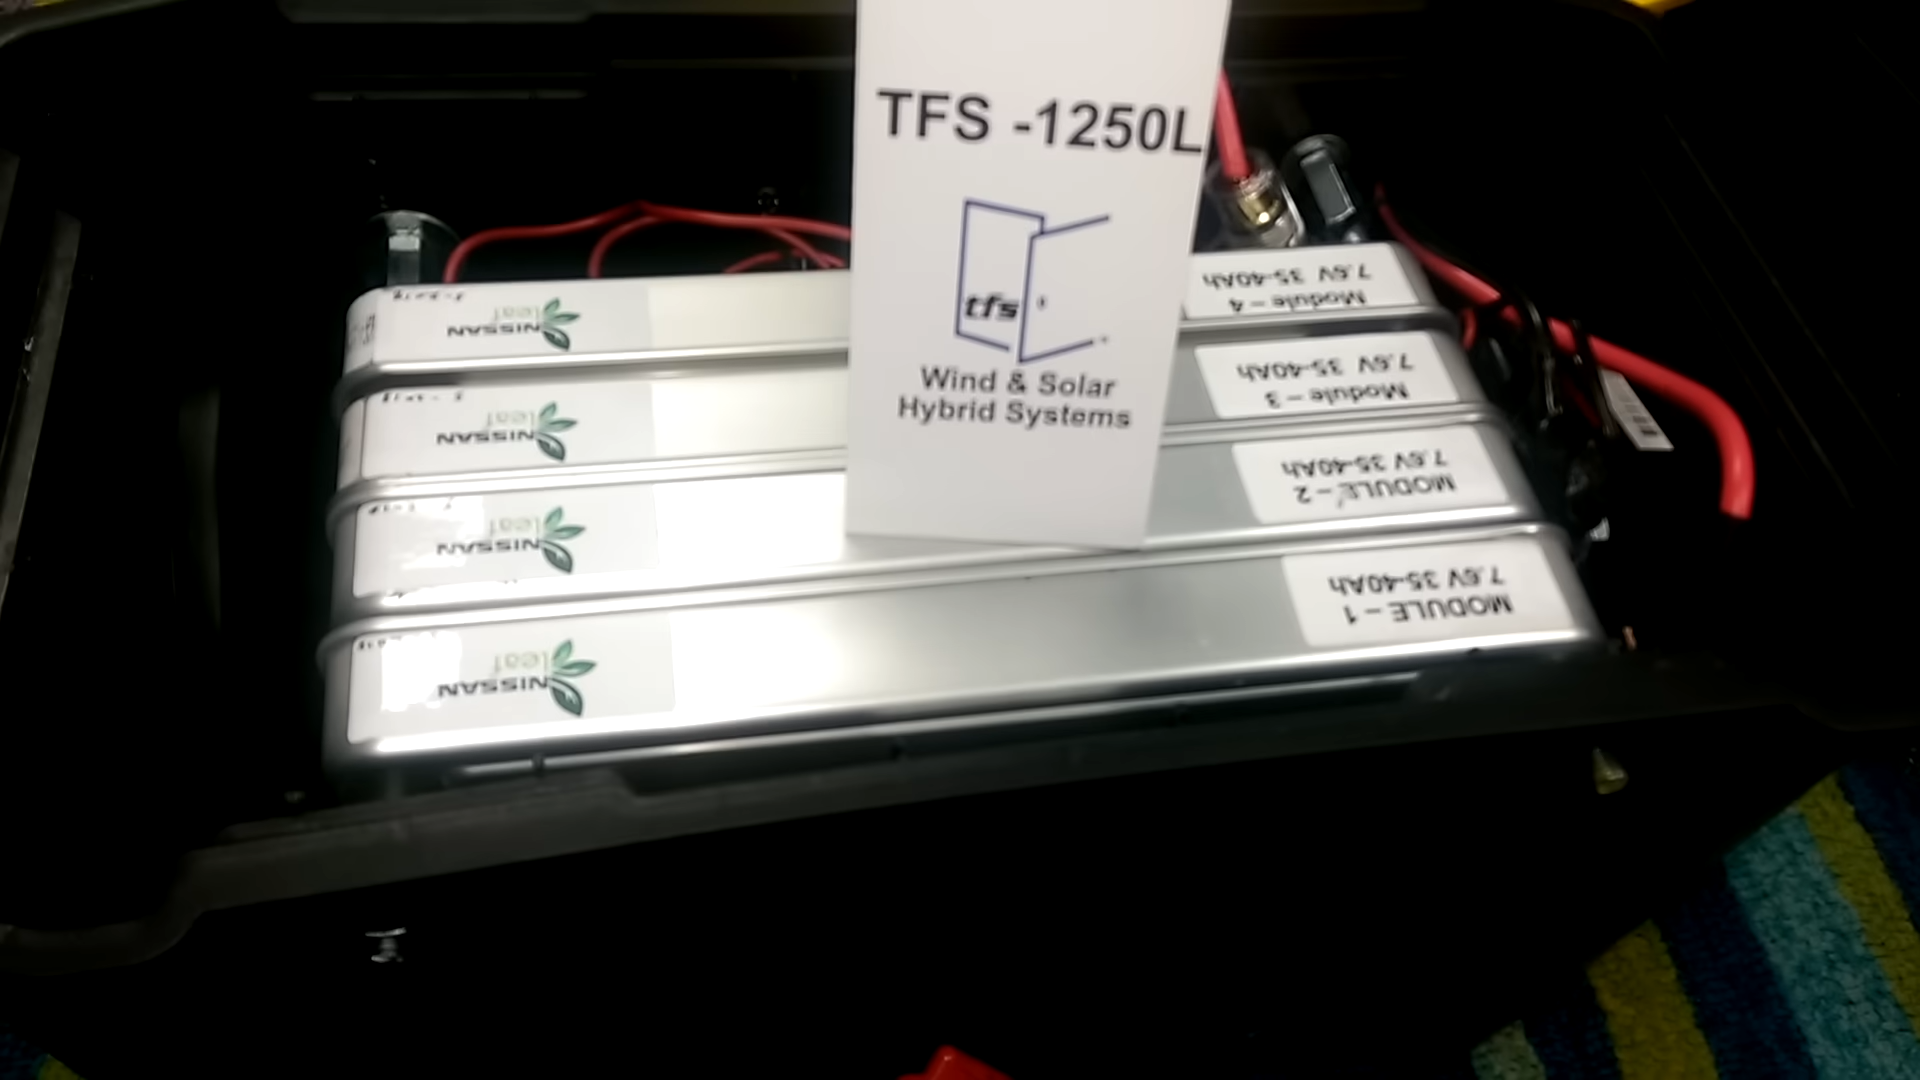 TFS -1250L
tfs
Wind & Solar
Hybrid Systems
NISSAN
leaf
Module - 4
7.6V 35-40Ah
NISSAN
leaf
Module - 3
7.6V 35-40Ah
NISSAN
leaf
MODULE - 2
7.6V 35-40Ah
NISSAN
leaf
MODULE - 1
7.6V 35-40Ah